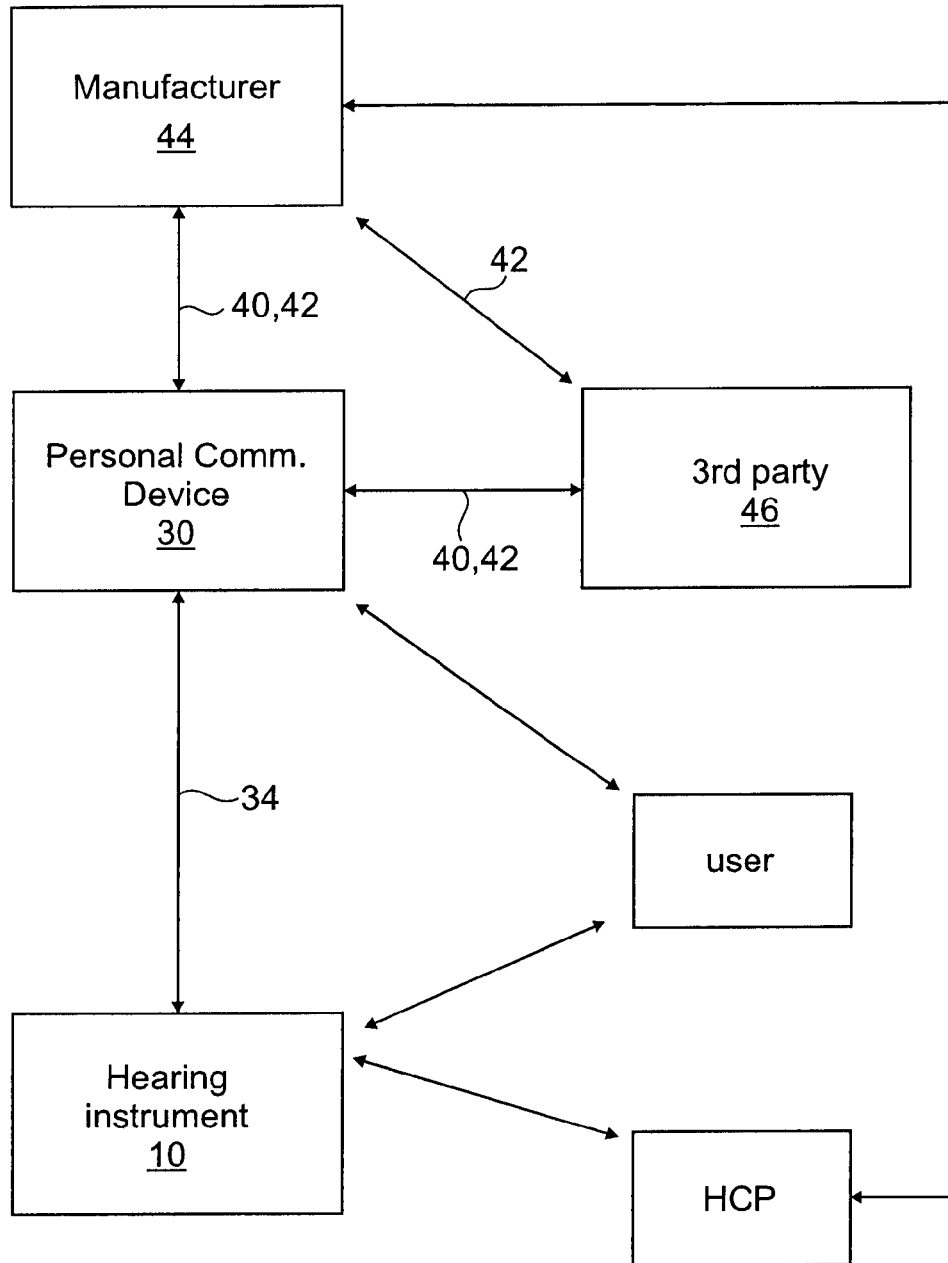 Manufacturer
44
42
40,42
Personal Comm.
Device
30
3rd party
46
40,42
34
user
Hearing
instrument
10
HCP